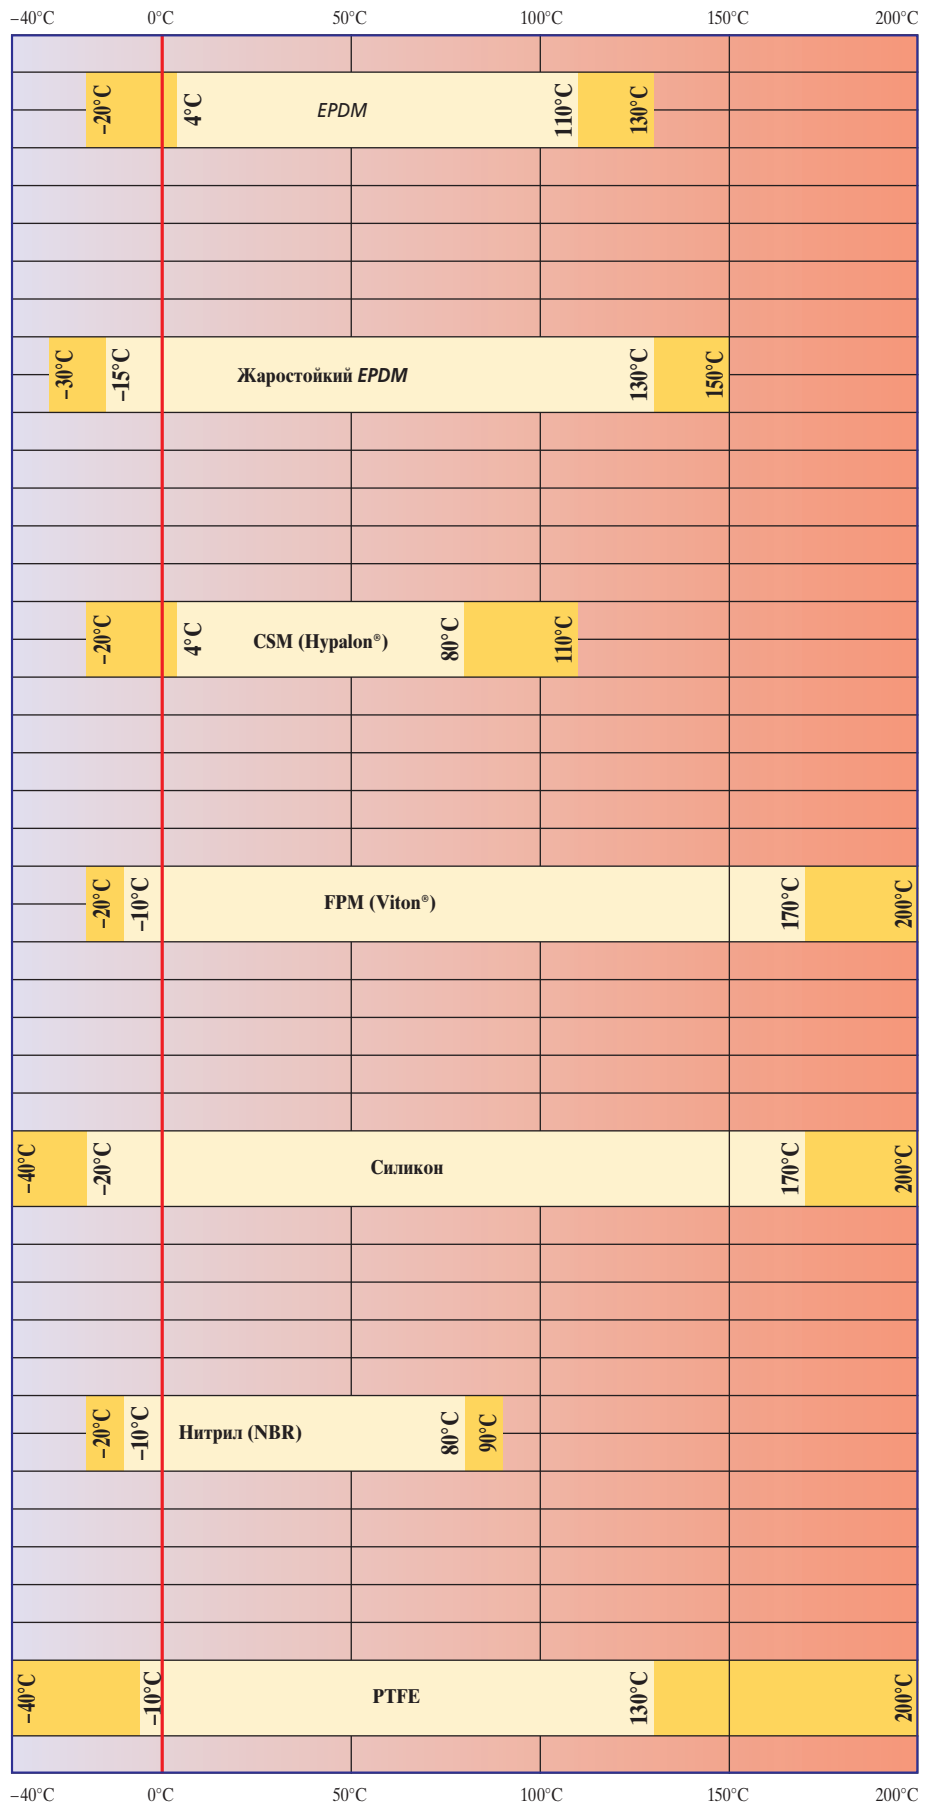 –40°C 0°C 50°C 100°C 150°C 200°C
–20°C 4°C EPDM 110°C 130°C
–30°C –15°C Жаростойкий EPDM 130°C 150°C
–20°C 4°C CSM (Hypalon®) 80°C 110°C
–20°C –10°C FPM (Viton®) 170°C 200°C
–40°C –20°C Силикон 170°C 200°C
–20°C –10°C Нитрил (NBR) 80°C 90°C
–40°C –10°C PTFE 130°C 200°C
–40°C 0°C 50°C 100°C 150°C 200°C